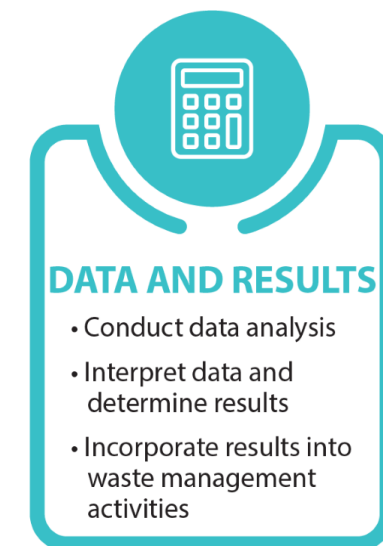 DATA AND RESULTS
• Conduct data analysis
• Interpret data and
determine results
• Incorporate results into
waste management
activities